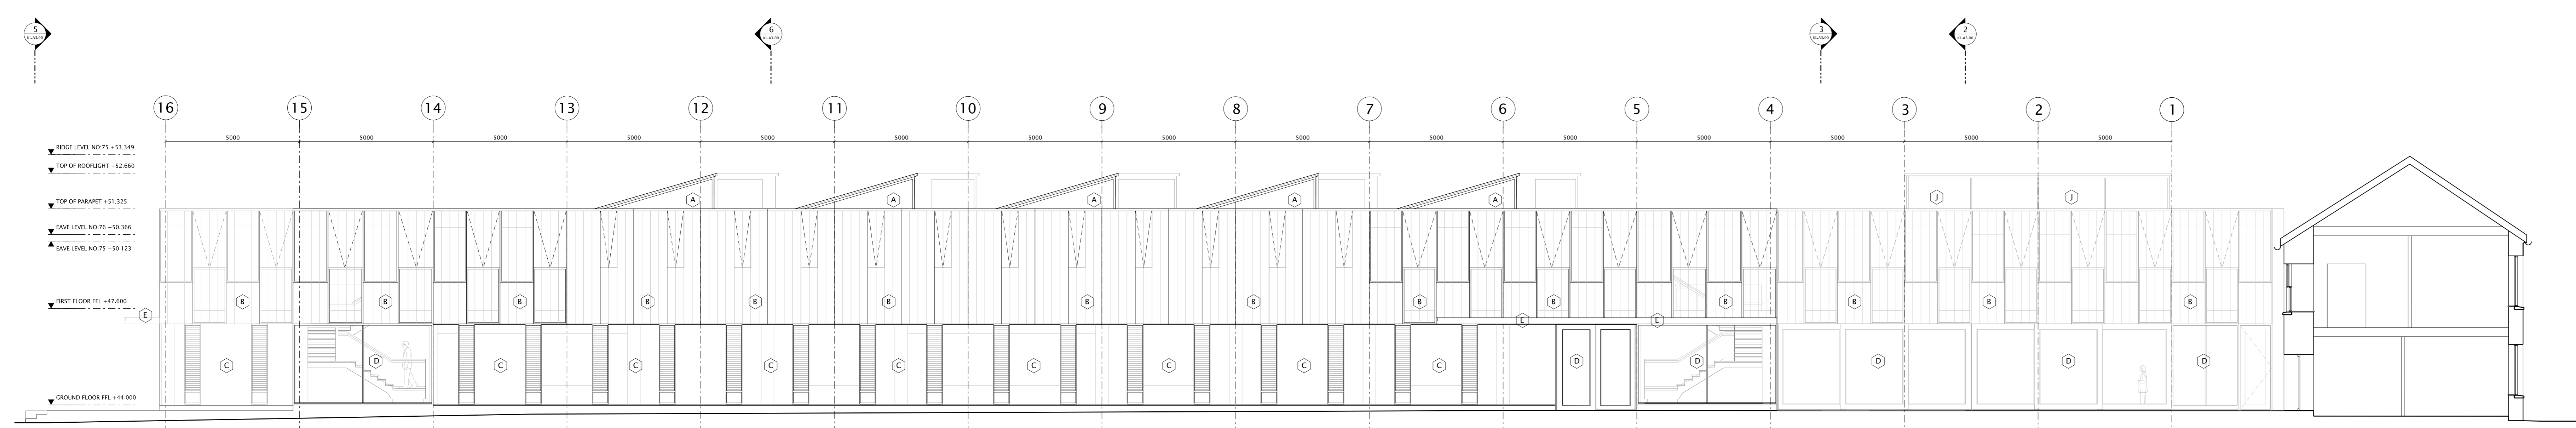 5 6 3 2
16 15 14 13 12 11 10 9 8 7 6 5 4 3 2 1
5000 5000 5000 5000 5000 5000 5000 5000 5000 5000 5000 5000 5000 5000 5000
RIDGE LEVEL NO:75 +53.349
TOP OF ROOFLIGHT +52.660
A A A A A J J
TOP OF PARAPET +51.325
EAVE LEVEL NO:76 +50.366
EAVE LEVEL NO:75 +50.123
FIRST FLOOR FFL +47.600
B B B B B B B B B B B B B B
E E E
C D C C C C C C C C D D D D D
GROUND FLOOR FFL +44.000